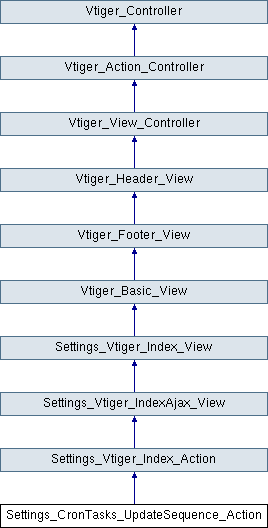 Vtiger_Controller
Vtiger_Action_Controller
Vtiger_View_Controller
Vtiger_Header_View
Vtiger_Footer_View
Vtiger_Basic_View
Settings_Vtiger_Index_View
Settings_Vtiger_IndexAjax_View
Settings_Vtiger_Index_Action
Settings_CronTasks_UpdateSequence_Action